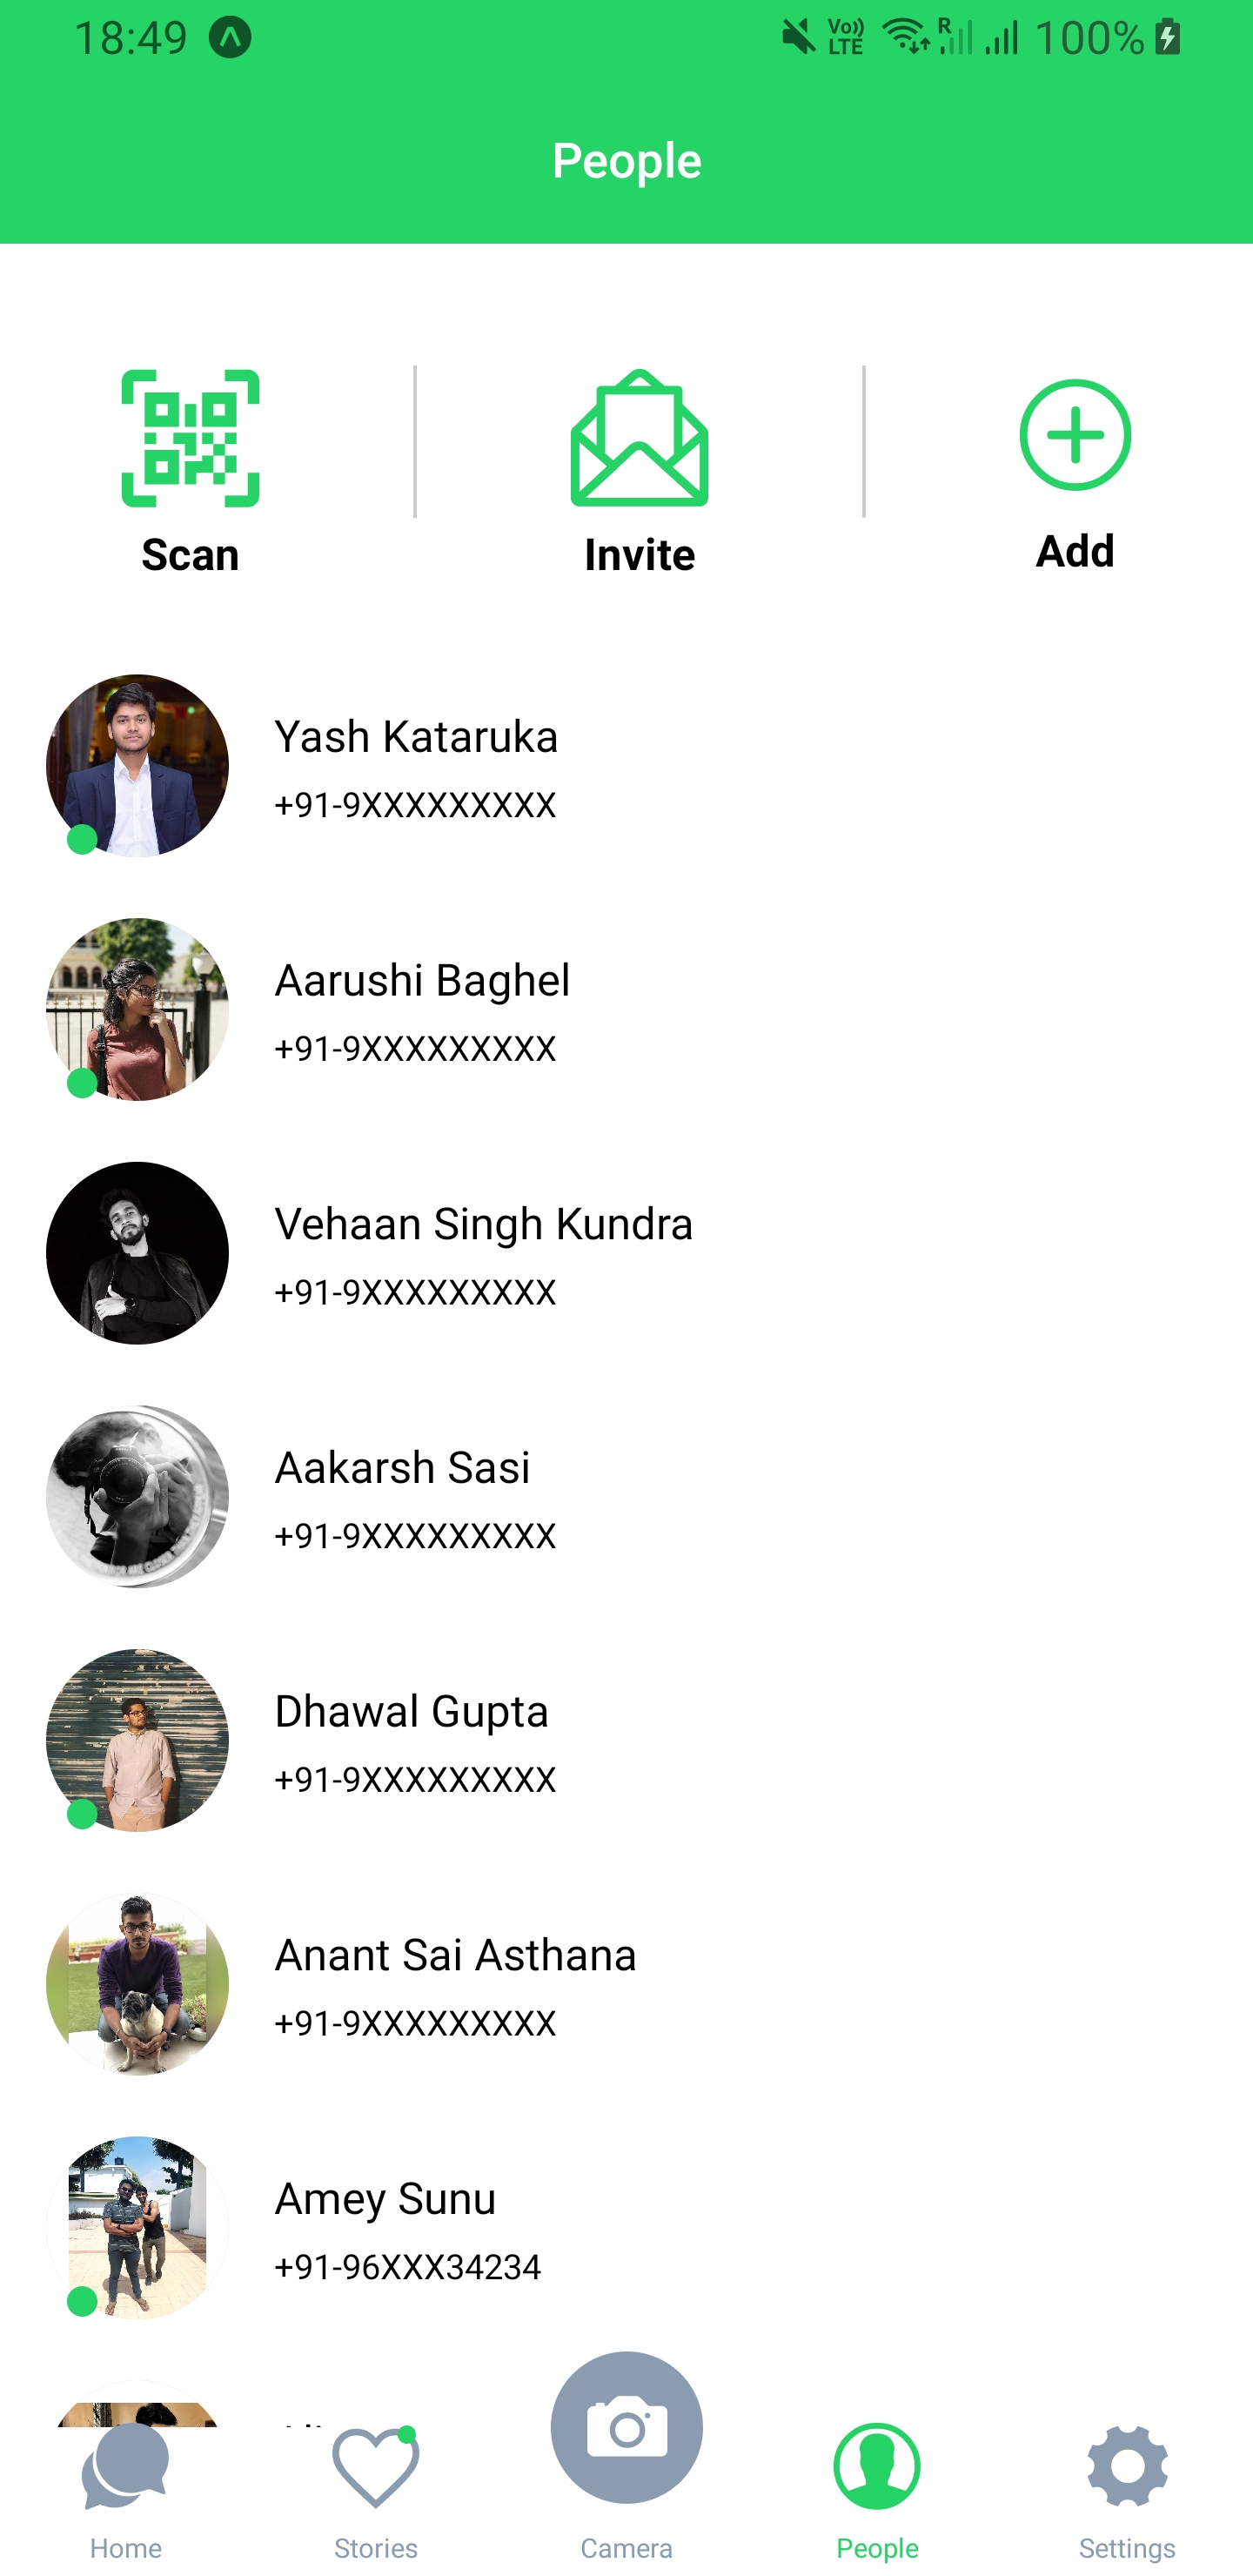 18:49 Vo)) LTE R 100%
People
Scan Invite Add
Yash Kataruka
+91-9XXXXXXXXX
Aarushi Baghel
+91-9XXXXXXXXX
Vehaan Singh Kundra
+91-9XXXXXXXXX
Aakarsh Sasi
+91-9XXXXXXXXX
Dhawal Gupta
+91-9XXXXXXXXX
Anant Sai Asthana
+91-9XXXXXXXXX
Amey Sunu
+91-96XXX34234
Home Stories Camera People Settings